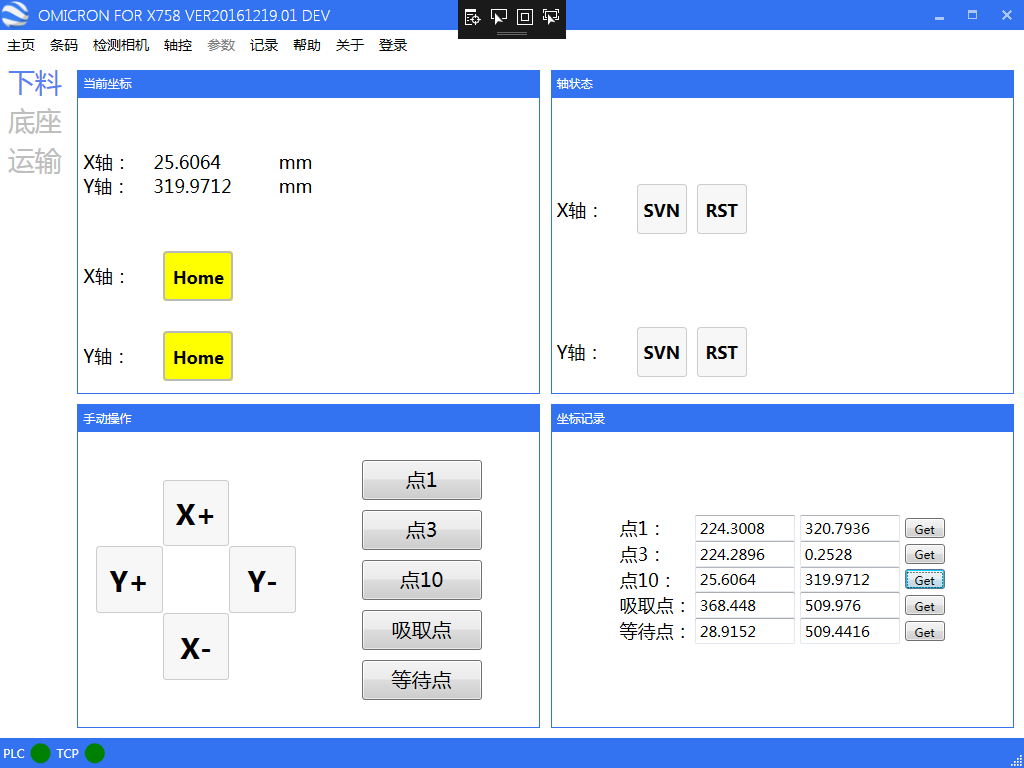 OMICRON FOR X758 VER20161219.01 DEV
主页 条码 检测相机 轴控 参数 记录 帮助 关于 登录
下料
底座
运输
当前坐标
X轴： 25.6064 mm
Y轴： 319.9712 mm
X轴： Home
Y轴： Home
轴状态
X轴： SVN RST
Y轴： SVN RST
手动操作
X+
Y+ Y-
X-
点1
点3
点10
吸取点
等待点
坐标记录
点1： 224.3008 320.7936 Get
点3： 224.2896 0.2528 Get
点10： 25.6064 319.9712 Get
吸取点： 368.448 509.976 Get
等待点： 28.9152 509.4416 Get
PLC TCP